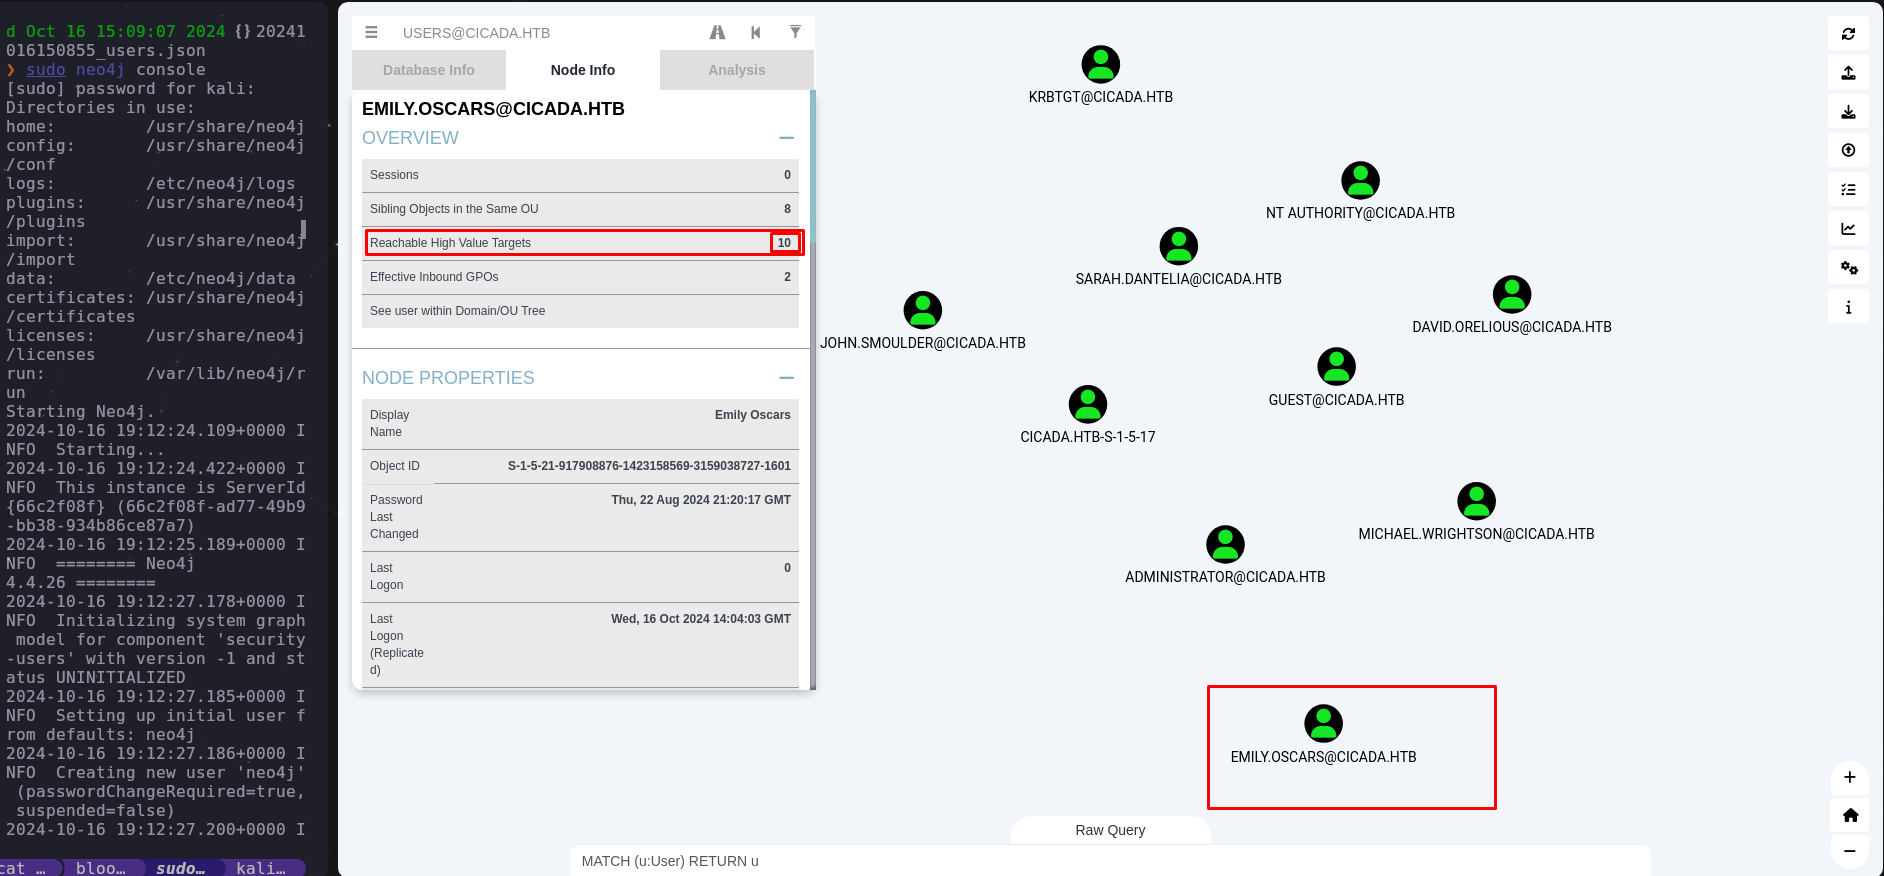 d Oct 16 15:09:07 2024 {} 20241
016150855_users.json
❯ sudo neo4j console
[sudo] password for kali:
Directories in use:
home:         /usr/share/neo4j
config:       /usr/share/neo4j
/conf
logs:         /etc/neo4j/logs
plugins:      /usr/share/neo4j
/plugins
import:       /usr/share/neo4j
/import
data:         /etc/neo4j/data
certificates: /usr/share/neo4j
/certificates
licenses:     /usr/share/neo4j
/licenses
run:          /var/lib/neo4j/r
un
Starting Neo4j.
2024-10-16 19:12:24.109+0000 I
NFO  Starting...
2024-10-16 19:12:24.422+0000 I
NFO  This instance is ServerId
{66c2f08f} (66c2f08f-ad77-49b9
-bb38-934b86ce87a7)
2024-10-16 19:12:25.189+0000 I
NFO  ======== Neo4j
4.4.26 ========
2024-10-16 19:12:27.178+0000 I
NFO  Initializing system graph
 model for component 'security
-users' with version -1 and st
atus UNINITIALIZED
2024-10-16 19:12:27.185+0000 I
NFO  Setting up initial user f
rom defaults: neo4j
2024-10-16 19:12:27.186+0000 I
NFO  Creating new user 'neo4j'
 (passwordChangeRequired=true,
 suspended=false)
2024-10-16 19:12:27.200+0000 I
cat … bloo… sudo… kali…
USERS@CICADA.HTB
Database Info Node Info Analysis
EMILY.OSCARS@CICADA.HTB
OVERVIEW
Sessions 0
Sibling Objects in the Same OU 8
Reachable High Value Targets 10
Effective Inbound GPOs 2
See user within Domain/OU Tree
NODE PROPERTIES
Display Emily Oscars
Name
Object ID S-1-5-21-917908876-1423158569-3159038727-1601
Password Thu, 22 Aug 2024 21:20:17 GMT
Last
Changed
Last 0
Logon
Last Wed, 16 Oct 2024 14:04:03 GMT
Logon
(Replicate
d)
KRBTGT@CICADA.HTB
NT AUTHORITY@CICADA.HTB
SARAH.DANTELIA@CICADA.HTB
DAVID.ORELIOUS@CICADA.HTB
JOHN.SMOULDER@CICADA.HTB
GUEST@CICADA.HTB
CICADA.HTB-S-1-5-17
MICHAEL.WRIGHTSON@CICADA.HTB
ADMINISTRATOR@CICADA.HTB
EMILY.OSCARS@CICADA.HTB
Raw Query
MATCH (u:User) RETURN u